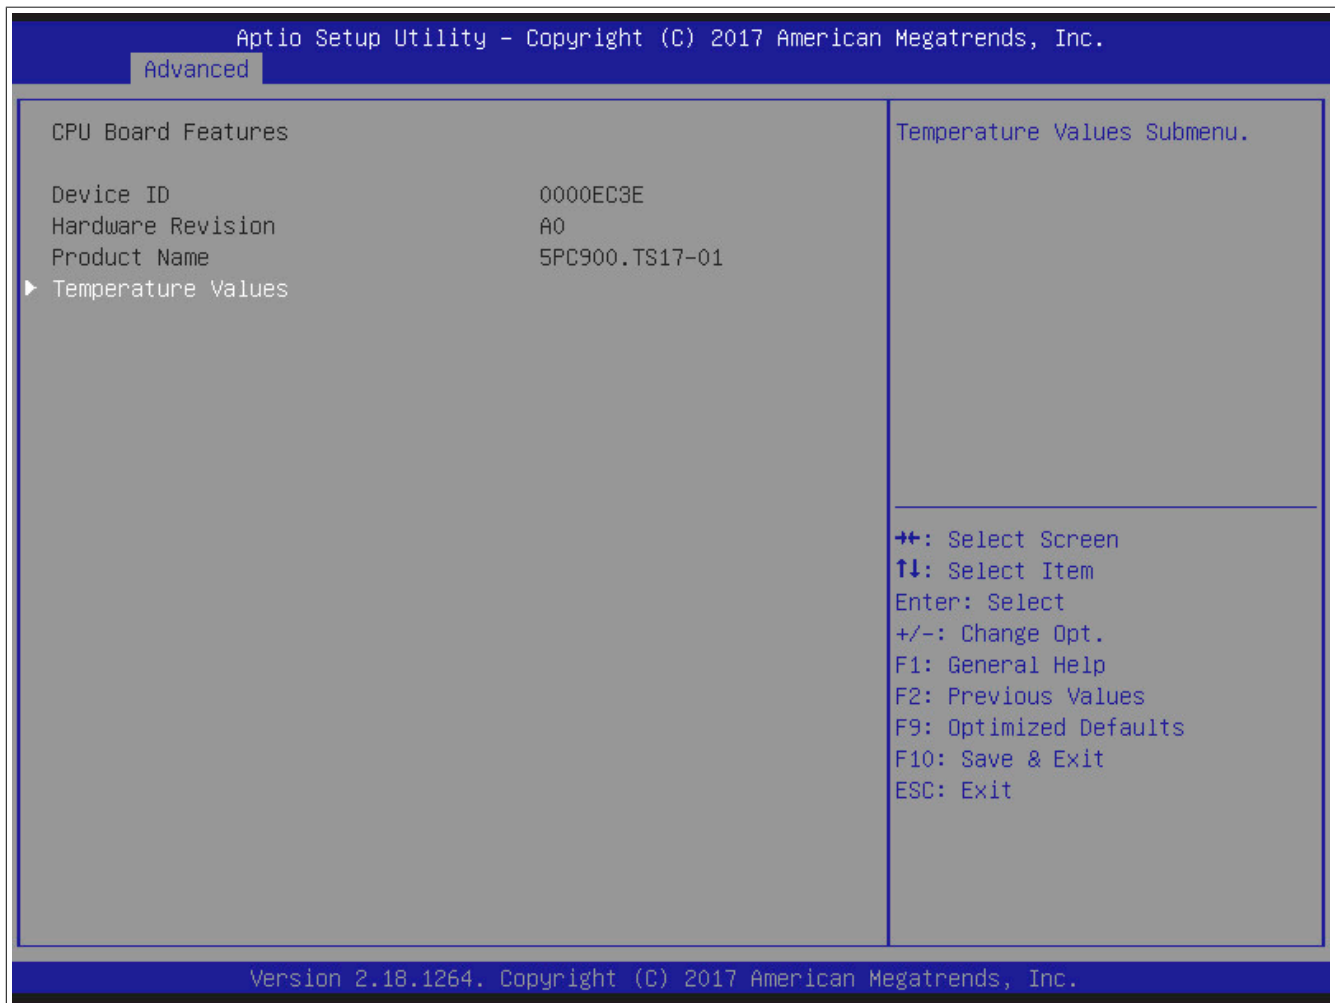 Aptio Setup Utility – Copyright (C) 2017 American Megatrends, Inc.
Advanced
CPU Board Features
Device ID 0000EC3E
Hardware Revision A0
Product Name 5PC900.TS17-01
▶ Temperature Values
Temperature Values Submenu.
→←: Select Screen
↑↓: Select Item
Enter: Select
+/-: Change Opt.
F1: General Help
F2: Previous Values
F9: Optimized Defaults
F10: Save & Exit
ESC: Exit
Version 2.18.1264. Copyright (C) 2017 American Megatrends, Inc.